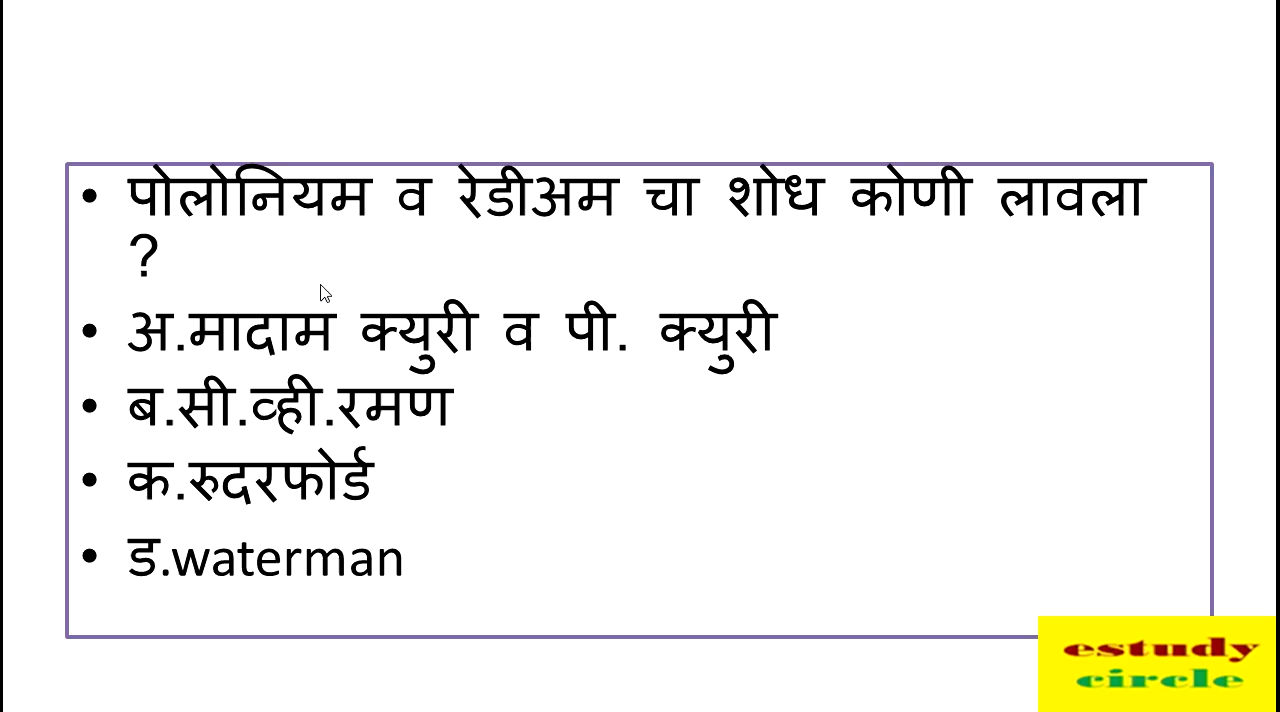 • पोलोनियम व रेडीअम चा शोध कोणी लावला
?
• अ.मादाम क्युरी व पी. क्युरी
• ब.सी.व्ही.रमण
• क.रुदरफोर्ड
• ड.waterman
estudy
circle